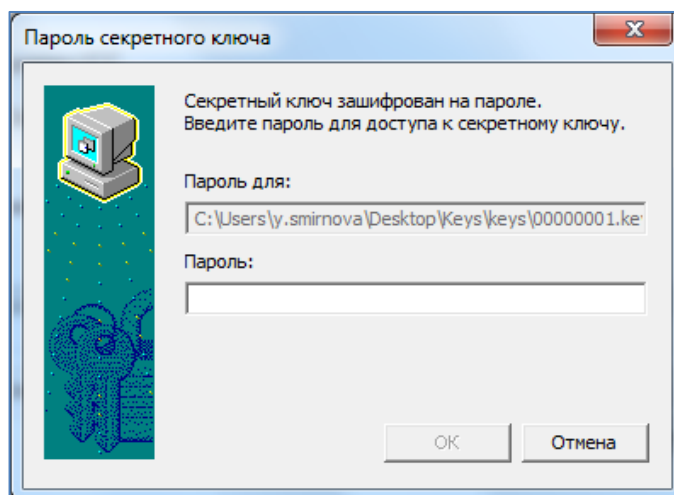 Пароль секретного ключа
Секретный ключ зашифрован на пароле.
Введите пароль для доступа к секретному ключу.
Пароль для:
C:\Users\y.smirnova\Desktop\Keys\keys\00000001.ke
Пароль:
ОК
Отмена